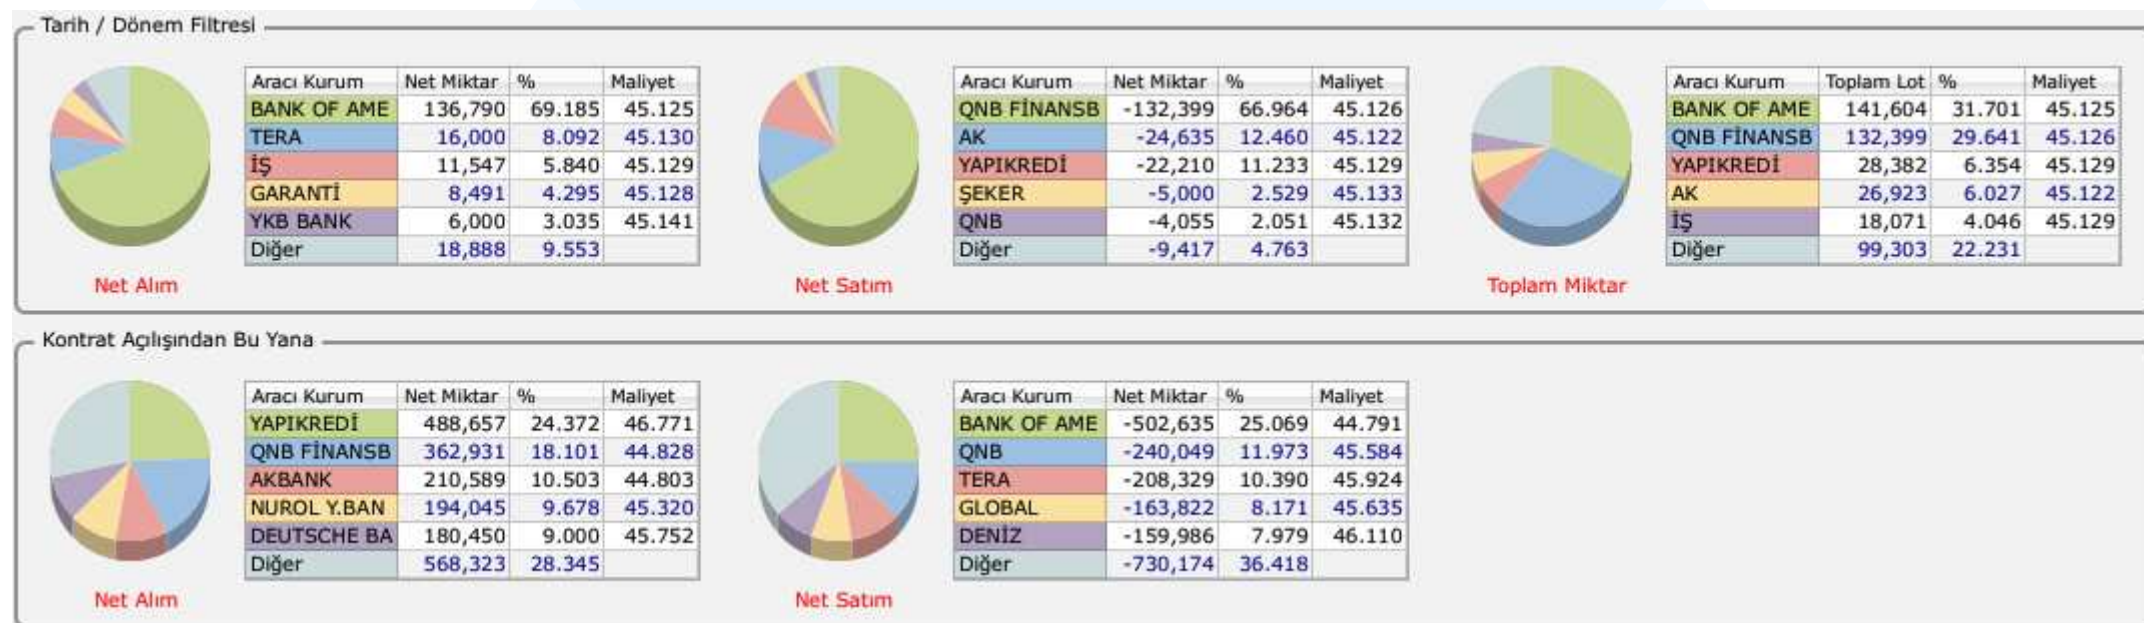 Tarih / Dönem Filtresi
Aracı Kurum Net Miktar % Maliyet
BANK OF AME 136,790 69.185 45.125
TERA 16,000 8.092 45.130
İŞ 11,547 5.840 45.129
GARANTİ 8,491 4.295 45.128
YKB BANK 6,000 3.035 45.141
Diğer 18,888 9.553
Net Alım
Aracı Kurum Net Miktar % Maliyet
QNB FİNANSB -132,399 66.964 45.126
AK -24,635 12.460 45.122
YAPIKREDİ -22,210 11.233 45.129
ŞEKER -5,000 2.529 45.133
QNB -4,055 2.051 45.132
Diğer -9,417 4.763
Net Satım
Aracı Kurum Toplam Lot % Maliyet
BANK OF AME 141,604 31.701 45.125
QNB FİNANSB 132,399 29.641 45.126
YAPIKREDİ 28,382 6.354 45.129
AK 26,923 6.027 45.122
İŞ 18,071 4.046 45.129
Diğer 99,303 22.231
Toplam Miktar
Kontrat Açılışından Bu Yana
Aracı Kurum Net Miktar % Maliyet
YAPIKREDİ 488,657 24.372 46.771
QNB FİNANSB 362,931 18.101 44.828
AKBANK 210,589 10.503 44.803
NUROL Y.BAN 194,045 9.678 45.320
DEUTSCHE BA 180,450 9.000 45.752
Diğer 568,323 28.345
Net Alım
Aracı Kurum Net Miktar % Maliyet
BANK OF AME -502,635 25.069 44.791
QNB -240,049 11.973 45.584
TERA -208,329 10.390 45.924
GLOBAL -163,822 8.171 45.635
DENİZ -159,986 7.979 46.110
Diğer -730,174 36.418
Net Satım